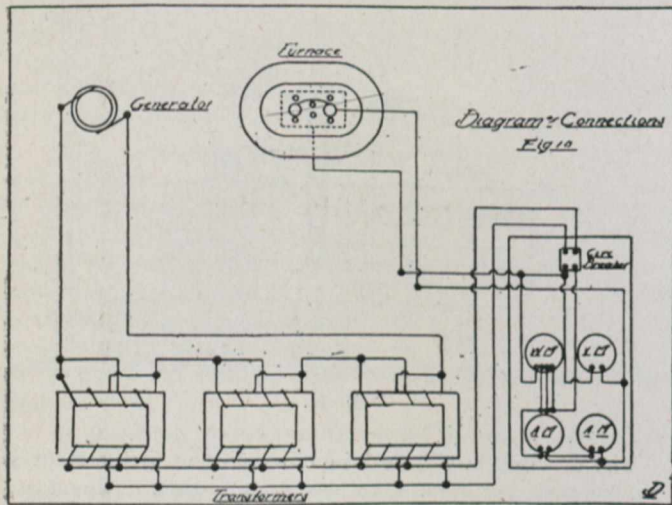 Furnace
Generator
Diagram of Connections
Fig 10
Circ
Breaker
Transformers